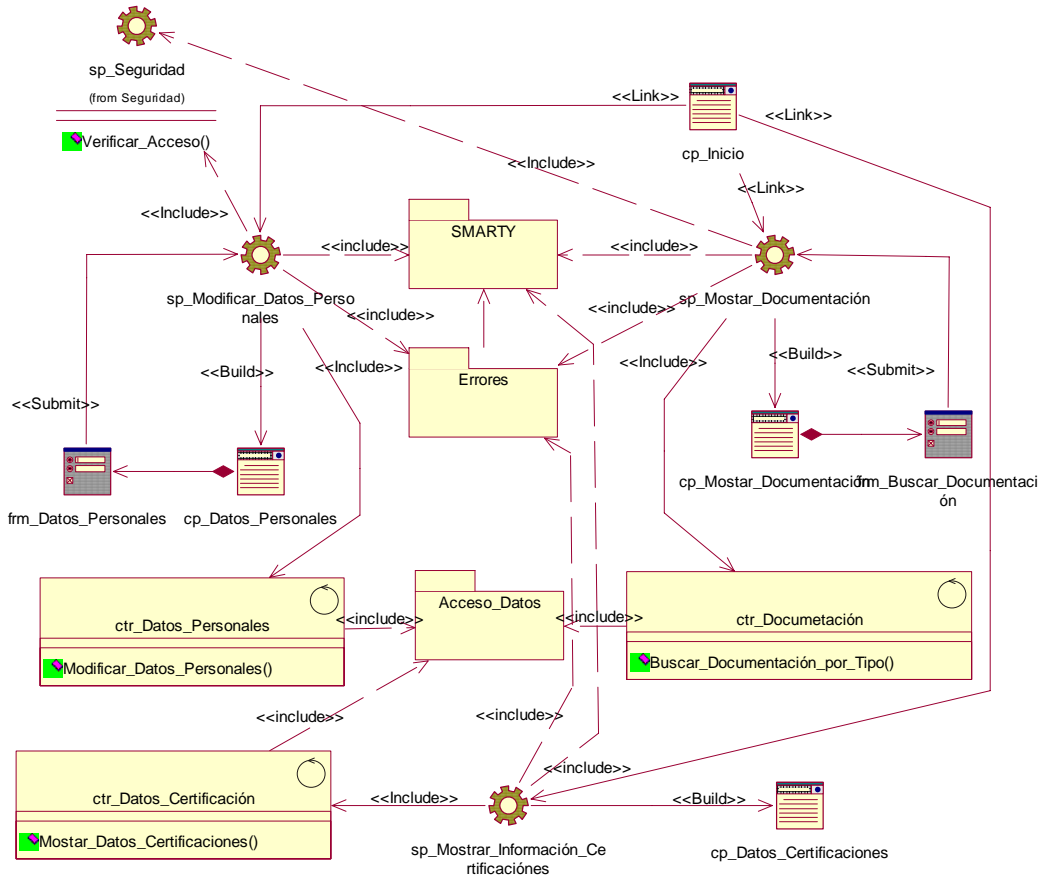 sp_Seguridad
(from Seguridad)
Verificar_Acceso()
<<Link>>
<<Link>>
cp_Inicio
<<Include>>
<<Link>>
<<Include>>
SMARTY
<<include>>
<<include>>
sp_Modificar_Datos_Perso
nales
sp_Mostar_Documentación
<<include>>
<<include>>
<<Build>>
<<Include>>
Errores
<<Include>>
<<Build>>
<<Submit>>
<<Submit>>
frm_Datos_Personales
cp_Datos_Personales
cp_Mostar_Documentación
frm_Buscar_Documentaci
ón
ctr_Datos_Personales
Modificar_Datos_Personales()
<<include>>
Acceso_Datos
<<include>>
ctr_Documetación
Buscar_Documentación_por_Tipo()
<<include>>
<<include>>
<<include>>
ctr_Datos_Certificación
Mostar_Datos_Certificaciones()
<<Include>>
<<Build>>
sp_Mostrar_Información_Ce
rtificaciónes
cp_Datos_Certificaciones